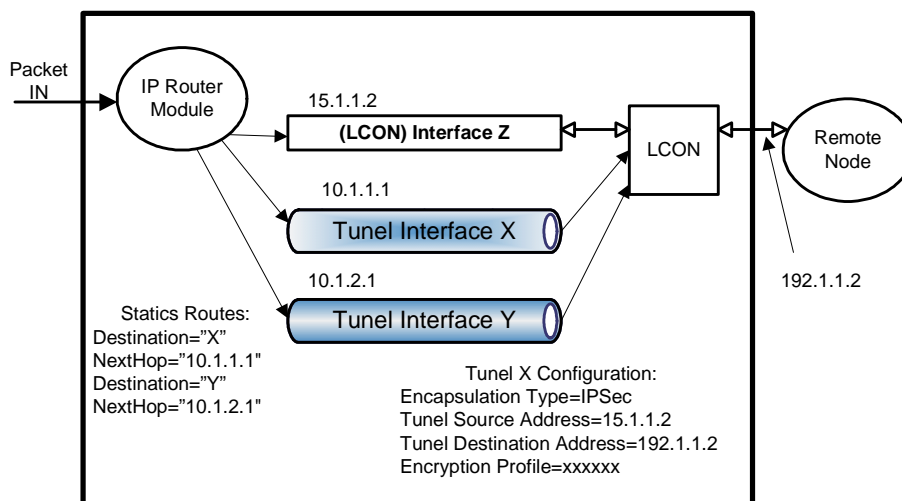 Packet
IN
IP Router
Module
15.1.1.2
(LCON) Interface Z
LCON
Remote
Node
10.1.1.1
Tunel Interface X
10.1.2.1
Tunel Interface Y
192.1.1.2
Statics Routes:
Destination=”X”
NextHop=”10.1.1.1"
Destination=”Y”
NextHop=”10.1.2.1"
Tunel X Configuration:
Encapsulation Type=IPSec
Tunel Source Address=15.1.1.2
Tunel Destination Address=192.1.1.2
Encryption Profile=xxxxxx